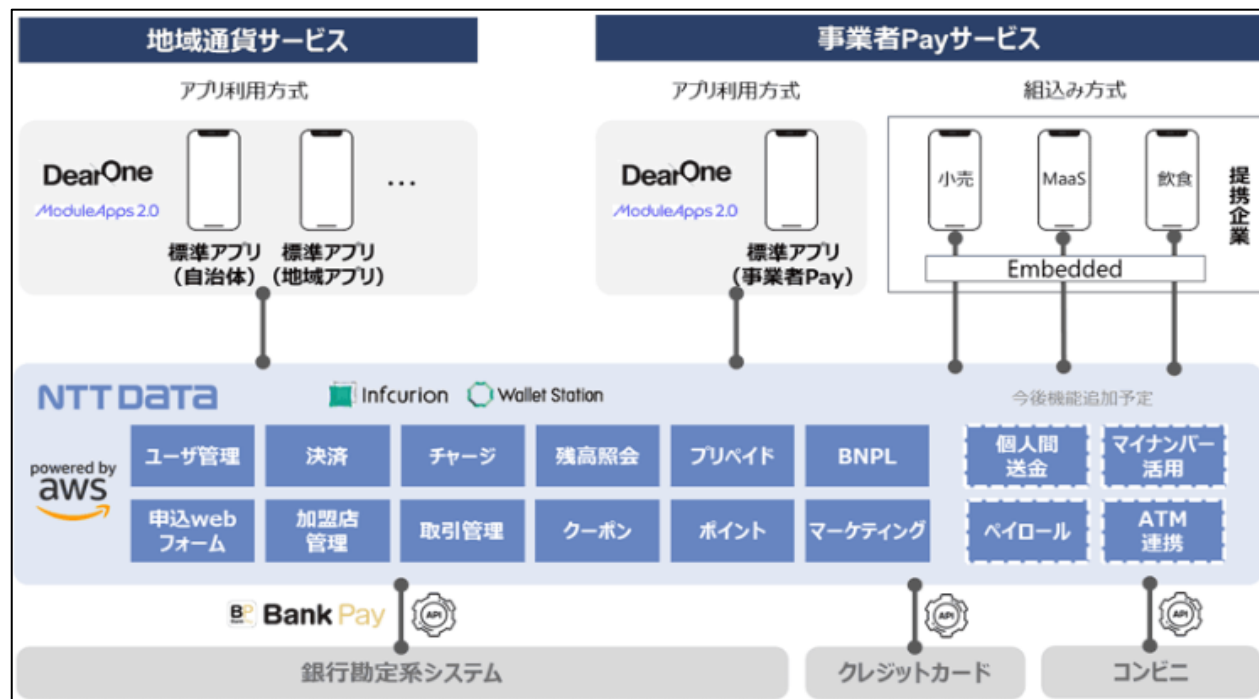 地域通貨サービス
事業者Payサービス
アプリ利用方式
アプリ利用方式
組込み方式
DearOne
ModuleApps 2.0
...
標準アプリ
(自治体)
標準アプリ
(地域アプリ)
DearOne
ModuleApps 2.0
標準アプリ
(事業者Pay)
小売
MaaS
飲食
提携企業
Embedded
NTT DATA
Infcurion
Wallet Station
今後機能追加予定
powered by
aws
ユーザ管理
決済
チャージ
残高照会
プリペイド
BNPL
個人間
送金
マイナンバー
活用
申込web
フォーム
加盟店
管理
取引管理
クーポン
ポイント
マーケティング
ペイロール
ATM
連携
BP
Bank Pay
API
API
API
銀行勘定系システム
クレジットカード
コンビニ